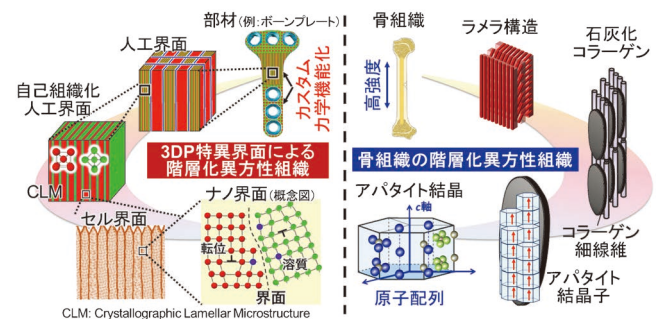 部材(例:ボーンプレート)
人工界面
自己組織化
人工界面
カスタム
力学機能化
3DP特異界面による
階層化異方性組織
CLM
セル界面
ナノ界面(概念図)
転位
溶質
界面
CLM: Crystallographic Lamellar Microstructure
骨組織
高強度
ラメラ構造
石灰化
コラーゲン
骨組織の階層化異方性組織
アパタイト結晶
c軸
原子配列
コラーゲン
細線維
アパタイト
結晶子